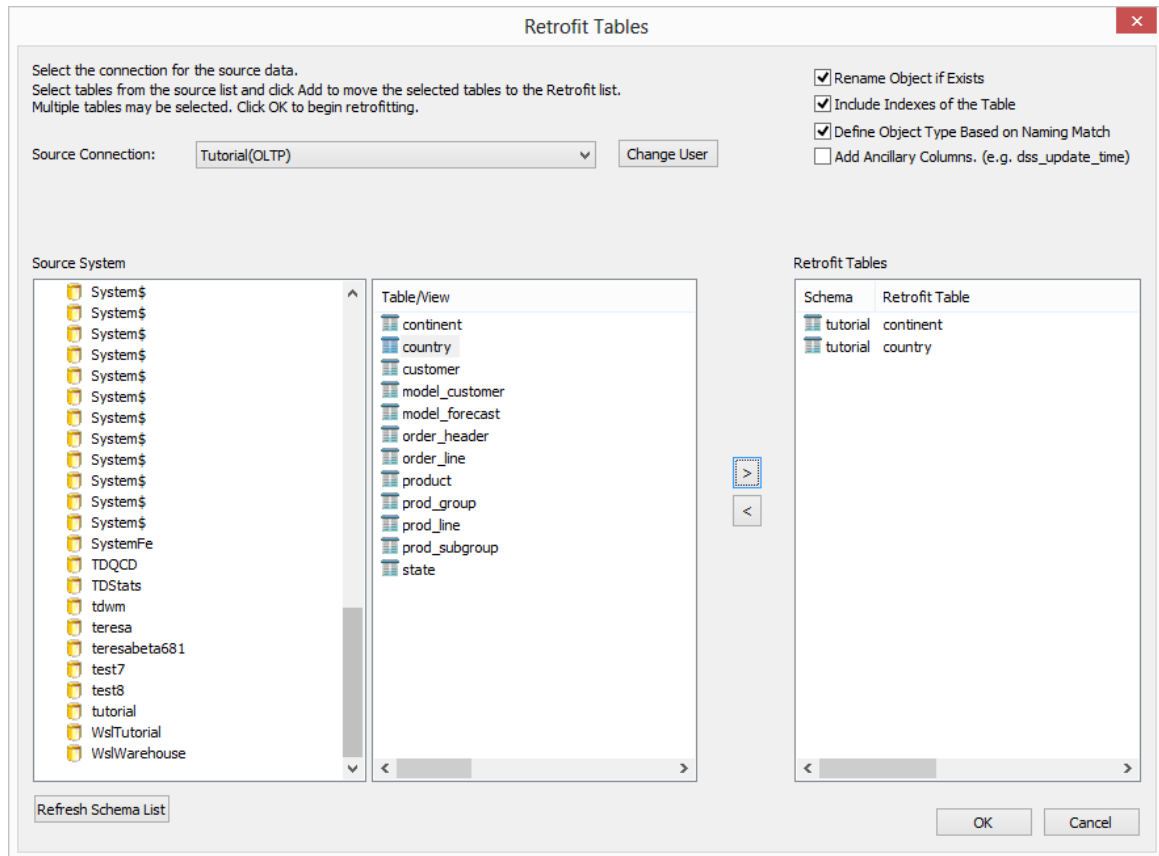 Retrofit Tables
Select the connection for the source data.
Select tables from the source list and click Add to move the selected tables to the Retrofit list.
Multiple tables may be selected. Click OK to begin retrofitting.
Rename Object if Exists
Include Indexes of the Table
Define Object Type Based on Naming Match
Add Ancillary Columns. (e.g. dss_update_time)
Source Connection:
Tutorial(OLTP)
Change User
Source System
System$
System$
System$
System$
System$
System$
System$
System$
System$
System$
System$
System$
SystemFe
TDQCD
TDStats
tdwm
teresa
teresabeta681
test7
test8
tutorial
WslTutorial
WslWarehouse
Table/View
continent
country
customer
model_customer
model_forecast
order_header
order_line
product
prod_group
prod_line
prod_subgroup
state
>
<
Retrofit Tables
Schema Retrofit Table
tutorial continent
tutorial country
Refresh Schema List
OK
Cancel